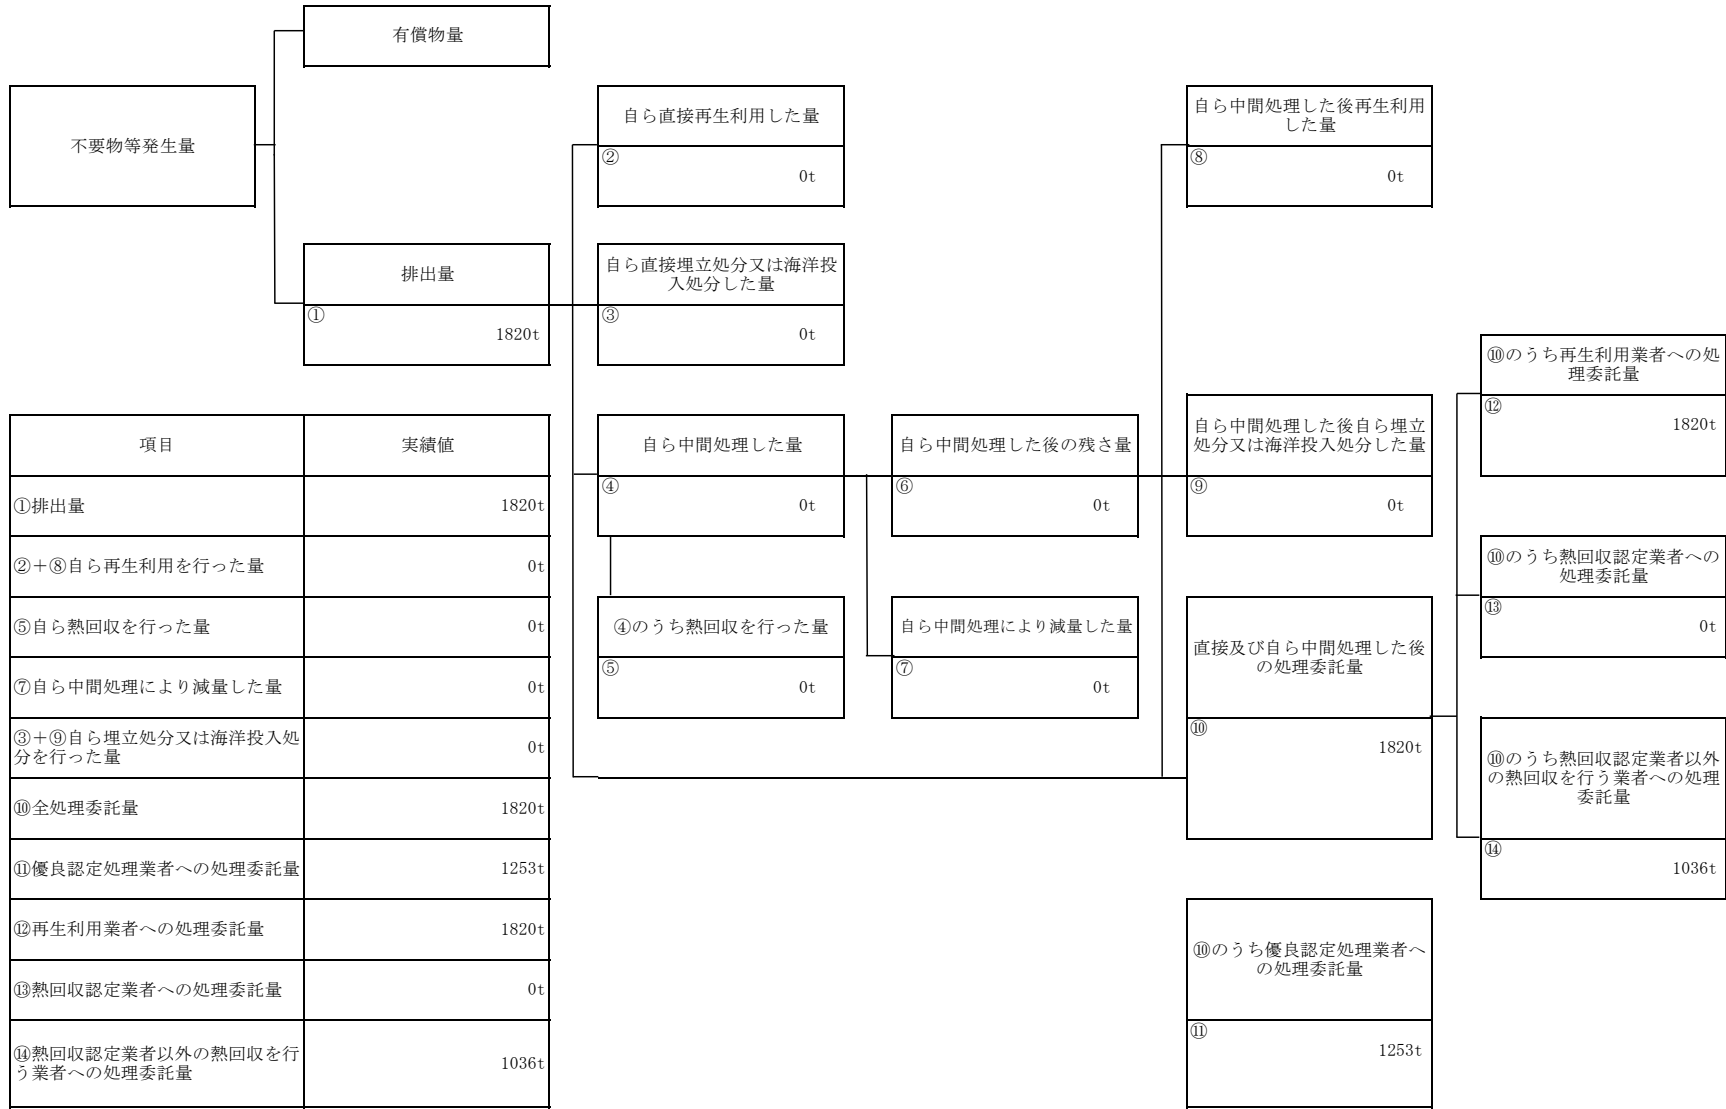 有償物量
不要物等発生量
自ら直接再生利用した量
②
0t
自ら中間処理した後再生利用
した量
⑧
0t
排出量
①
1820t
自ら直接埋立処分又は海洋投
入処分した量
③
0t
⑩のうち再生利用業者への処
理委託量
⑫
1820t
自ら中間処理した量
④
0t
自ら中間処理した後の残さ量
⑥
0t
自ら中間処理した後自ら埋立
処分又は海洋投入処分した量
⑨
0t
⑩のうち熱回収認定業者への
処理委託量
⑬
0t
④のうち熱回収を行った量
⑤
0t
自ら中間処理により減量した量
⑦
0t
直接及び自ら中間処理した後
の処理委託量
⑩
1820t
⑩のうち熱回収認定業者以外
の熱回収を行う業者への処理
委託量
⑭
1036t
⑩のうち優良認定処理業者へ
の処理委託量
⑪
1253t
項目 実績値
①排出量 1820t
②+⑧自ら再生利用を行った量 0t
⑤自ら熱回収を行った量 0t
⑦自ら中間処理により減量した量 0t
③+⑨自ら埋立処分又は海洋投入処
分を行った量 0t
⑩全処理委託量 1820t
⑪優良認定処理業者への処理委託量 1253t
⑫再生利用業者への処理委託量 1820t
⑬熱回収認定業者への処理委託量 0t
⑭熱回収認定業者以外の熱回収を行
う業者への処理委託量 1036t